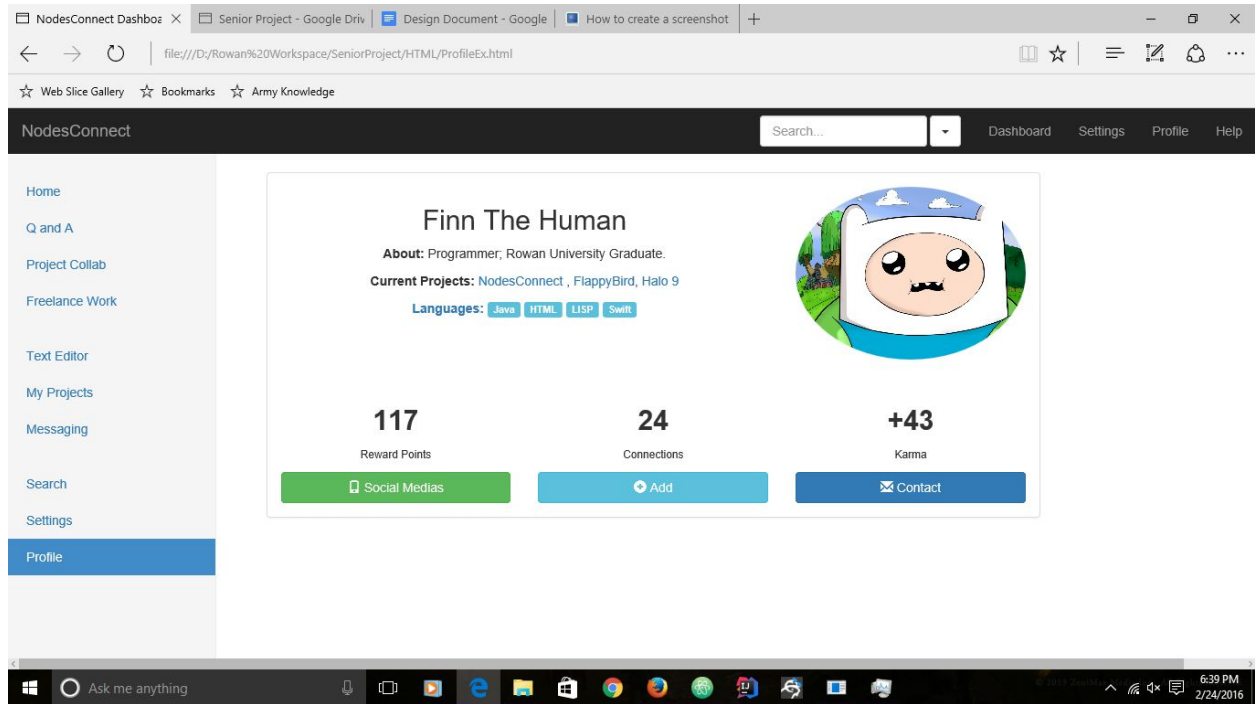 NodesConnect Dashboa
Senior Project - Google Driv
Design Document - Google
How to create a screenshot
file:///D:/Rowan%20Workspace/SeniorProject/HTML/ProfileEx.html
Web Slice Gallery Bookmarks Army Knowledge
NodesConnect Search... Dashboard Settings Profile Help
Home
Q and A
Project Collab
Freelance Work
Text Editor
My Projects
Messaging
Search
Settings
Profile
Finn The Human
About: Programmer; Rowan University Graduate.
Current Projects: NodesConnect , FlappyBird, Halo 9
Languages: Java HTML LISP Swift
117 24 +43
Reward Points Connections Karma
Social Medias Add Contact
Ask me anything
6:39 PM
2/24/2016